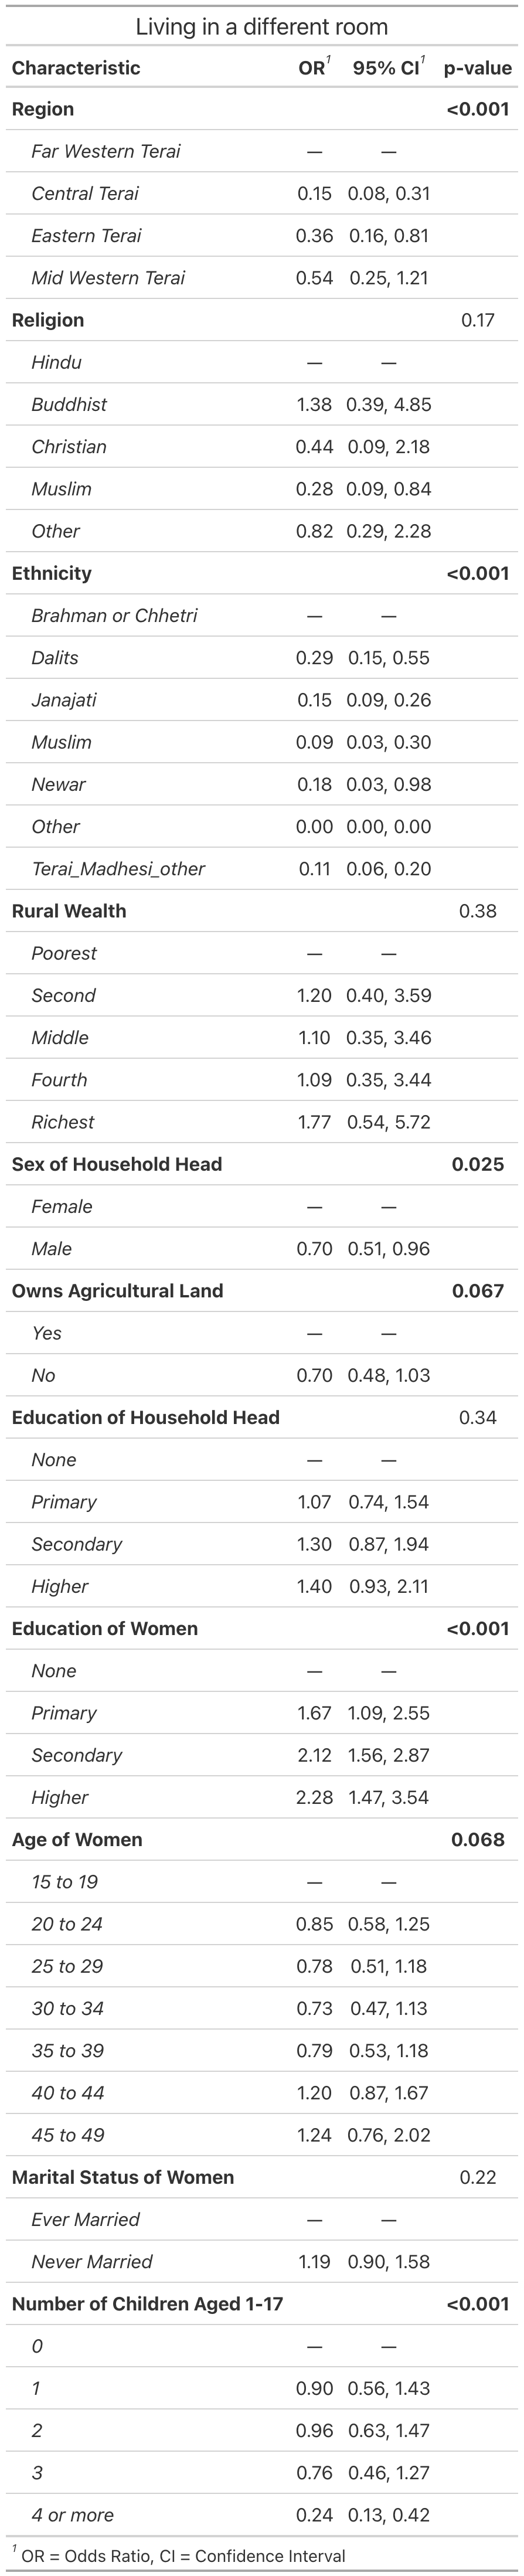 Living in a different room
Characteristic OR1 95% CI1 p-value
Region <0.001
Far Western Terai — —
Central Terai 0.15 0.08, 0.31
Eastern Terai 0.36 0.16, 0.81
Mid Western Terai 0.54 0.25, 1.21
Religion 0.17
Hindu — —
Buddhist 1.38 0.39, 4.85
Christian 0.44 0.09, 2.18
Muslim 0.28 0.09, 0.84
Other 0.82 0.29, 2.28
Ethnicity <0.001
Brahman or Chhetri — —
Dalits 0.29 0.15, 0.55
Janajati 0.15 0.09, 0.26
Muslim 0.09 0.03, 0.30
Newar 0.18 0.03, 0.98
Other 0.00 0.00, 0.00
Terai_Madhesi_other 0.11 0.06, 0.20
Rural Wealth 0.38
Poorest — —
Second 1.20 0.40, 3.59
Middle 1.10 0.35, 3.46
Fourth 1.09 0.35, 3.44
Richest 1.77 0.54, 5.72
Sex of Household Head 0.025
Female — —
Male 0.70 0.51, 0.96
Owns Agricultural Land 0.067
Yes — —
No 0.70 0.48, 1.03
Education of Household Head 0.34
None — —
Primary 1.07 0.74, 1.54
Secondary 1.30 0.87, 1.94
Higher 1.40 0.93, 2.11
Education of Women <0.001
None — —
Primary 1.67 1.09, 2.55
Secondary 2.12 1.56, 2.87
Higher 2.28 1.47, 3.54
Age of Women 0.068
15 to 19 — —
20 to 24 0.85 0.58, 1.25
25 to 29 0.78 0.51, 1.18
30 to 34 0.73 0.47, 1.13
35 to 39 0.79 0.53, 1.18
40 to 44 1.20 0.87, 1.67
45 to 49 1.24 0.76, 2.02
Marital Status of Women 0.22
Ever Married — —
Never Married 1.19 0.90, 1.58
Number of Children Aged 1-17 <0.001
0 — —
1 0.90 0.56, 1.43
2 0.96 0.63, 1.47
3 0.76 0.46, 1.27
4 or more 0.24 0.13, 0.42
1 OR = Odds Ratio, CI = Confidence Interval